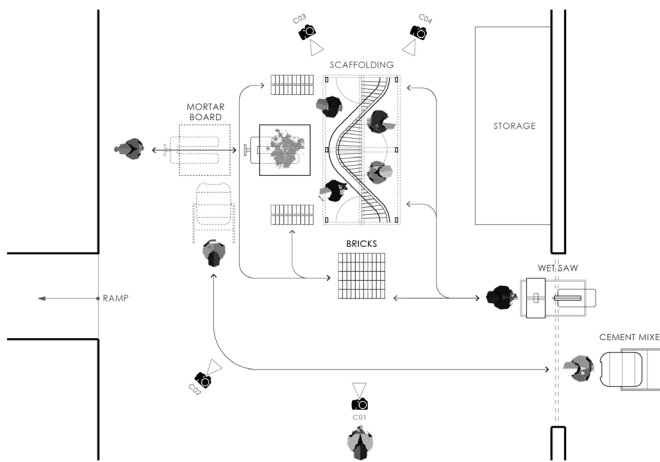 C03
C04
SCAFFOLDING
MORTAR
BOARD
STORAGE
BRICKS
WET SAW
RAMP
CEMENT MIXE
C02
C01